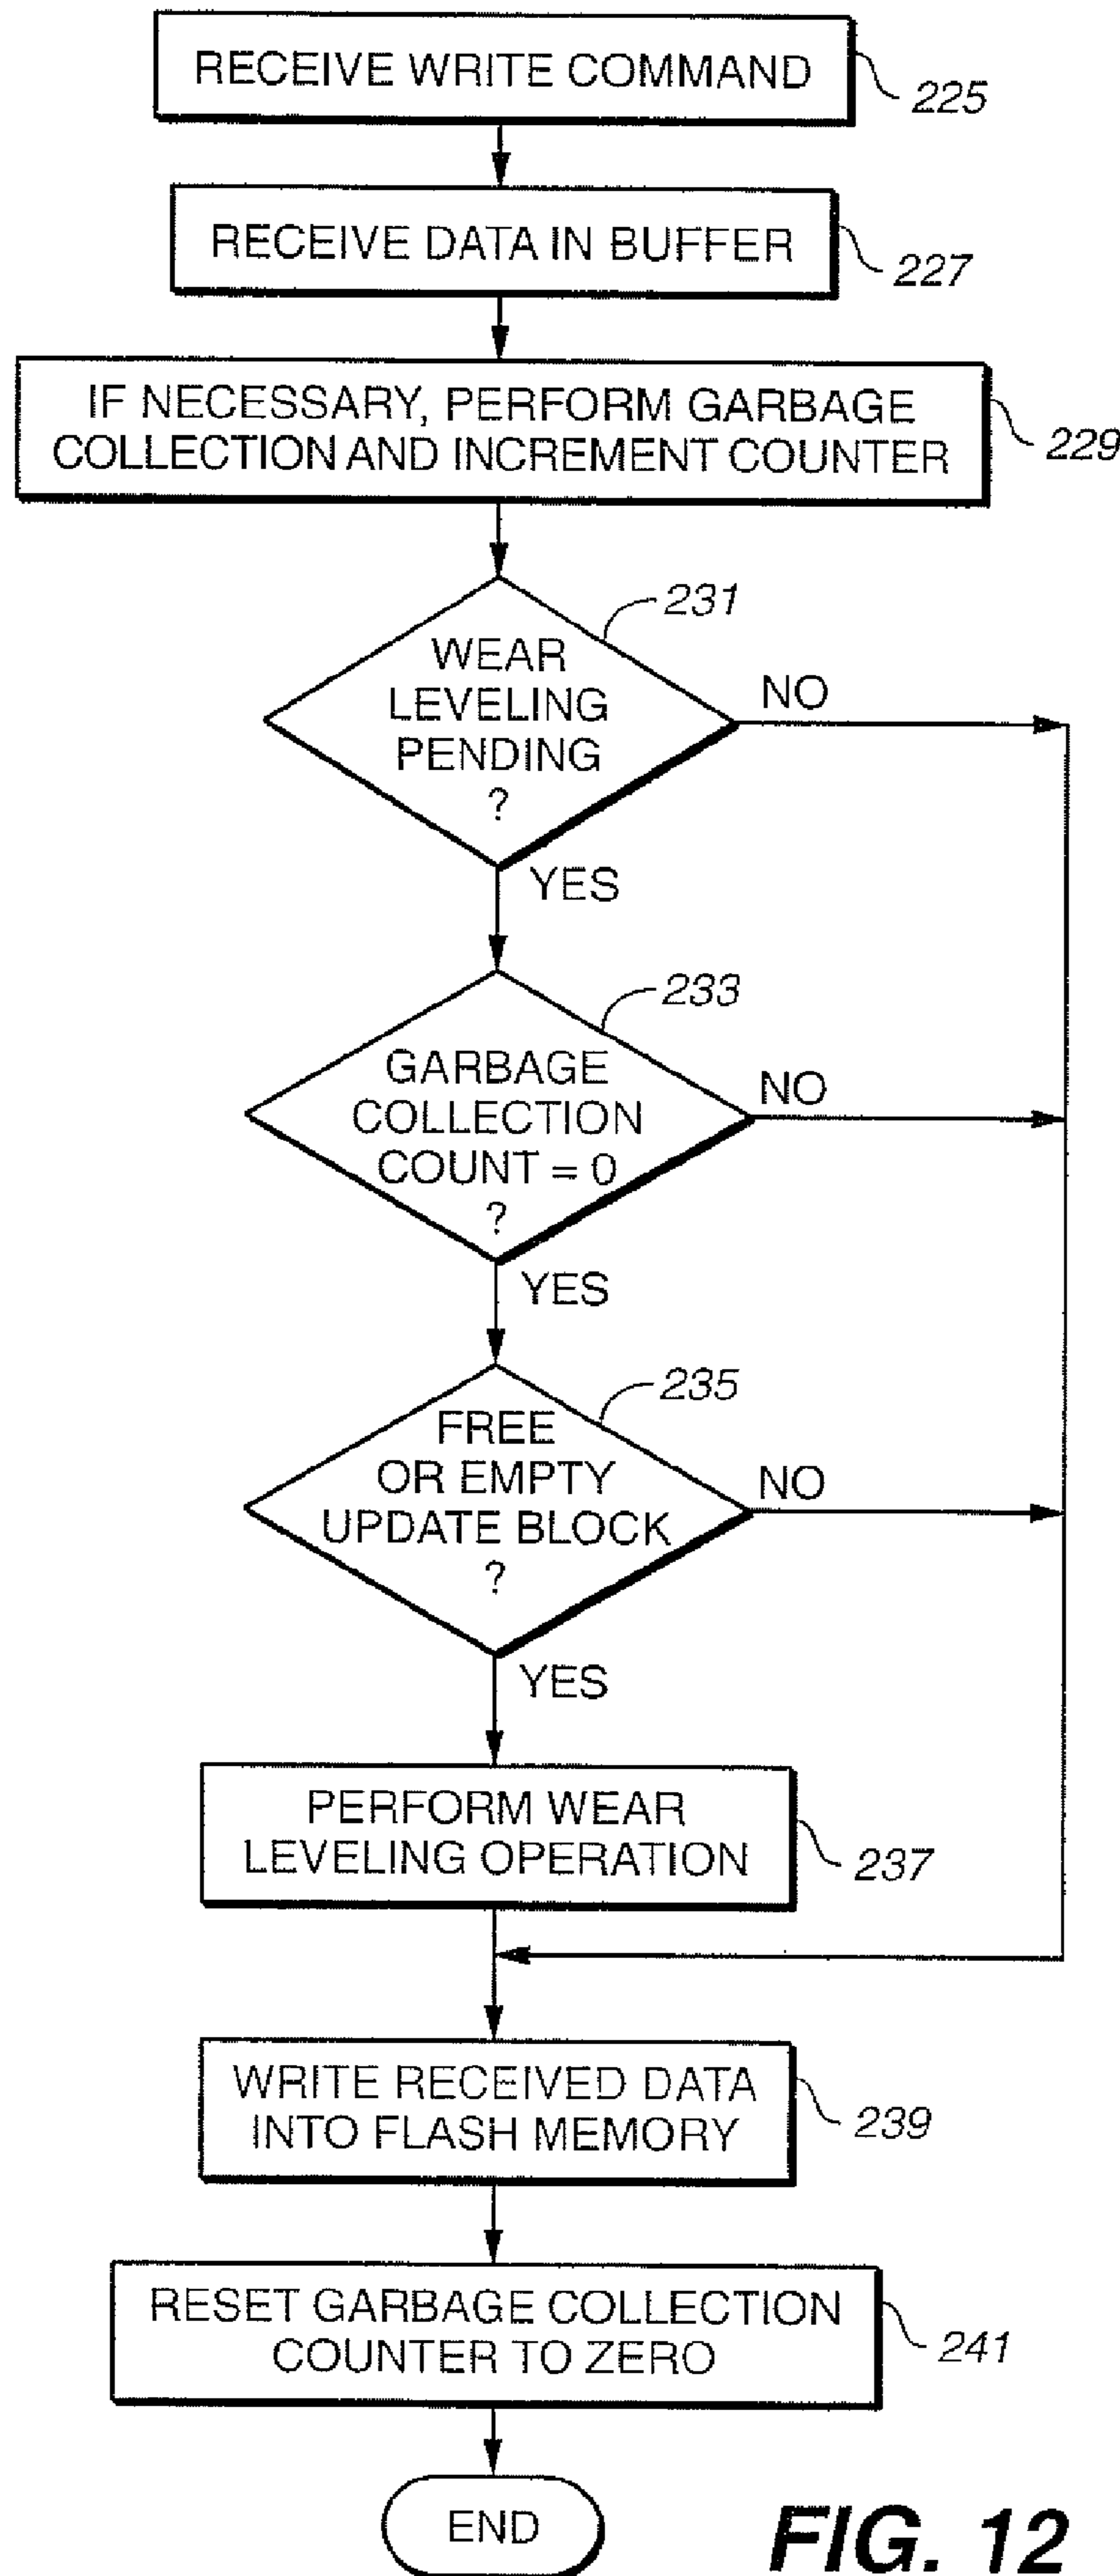 RECEIVE WRITE COMMAND
225
RECEIVE DATA IN BUFFER
227
IF NECESSARY, PERFORM GARBAGE
COLLECTION AND INCREMENT COUNTER
229
231
WEAR
LEVELING
PENDING
?
NO
YES
233
GARBAGE
COLLECTION
COUNT = 0
?
NO
YES
235
FREE
OR EMPTY
UPDATE BLOCK
?
NO
YES
PERFORM WEAR
LEVELING OPERATION
237
WRITE RECEIVED DATA
INTO FLASH MEMORY
239
RESET GARBAGE COLLECTION
COUNTER TO ZERO
241
END
FIG. 12